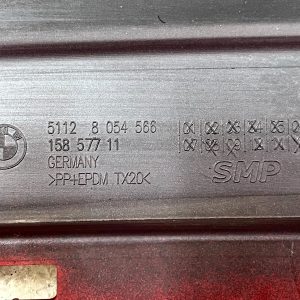 5112 8 054 566
158 577 11
GERMANY
>PP+EPDM TX20<
SMP